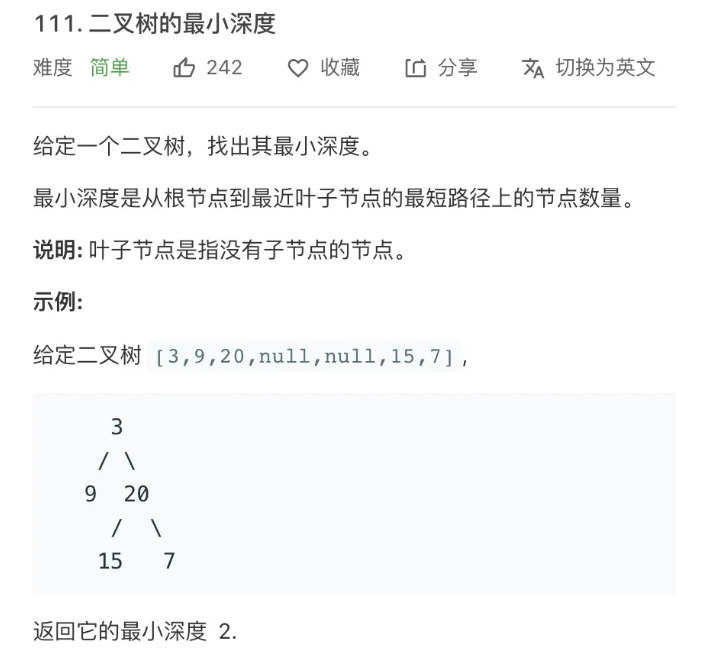 111. 二叉树的最小深度
难度 简单 242 收藏 分享 切换为英文
给定一个二叉树，找出其最小深度。
最小深度是从根节点到最近叶子节点的最短路径上的节点数量。
说明: 叶子节点是指没有子节点的节点。
示例:
给定二叉树 [3,9,20,null,null,15,7],
3
/ \
9 20
/ \
15 7
返回它的最小深度 2.